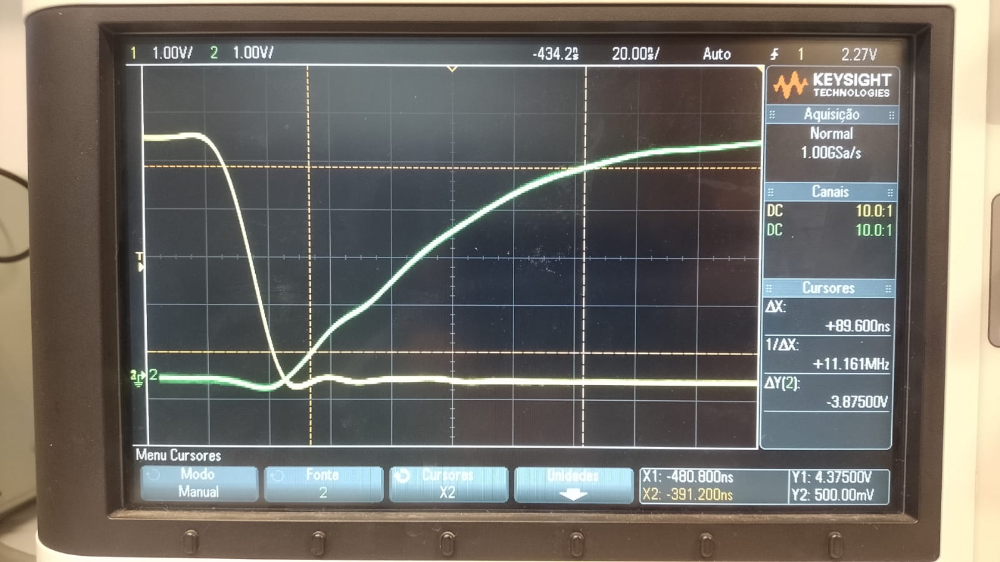 1 1.00V/ 2 1.00V/ -434.2ns 20.00ns/ Auto 1 2.27V
KEYSIGHT
TECHNOLOGIES
Aquisição
Normal
1.00GSa/s
Canais
DC 10.0:1
DC 10.0:1
T
Cursores
ΔX:
+89.600ns
1/ΔX:
+11.161MHz
ΔY(2):
-3.87500V
2
Menu Cursores
Modo
Manual
Fonte
2
Cursores
X2
Unidades
X1: -480.800ns
X2: -391.200ns
Y1: 4.37500V
Y2: 500.00mV